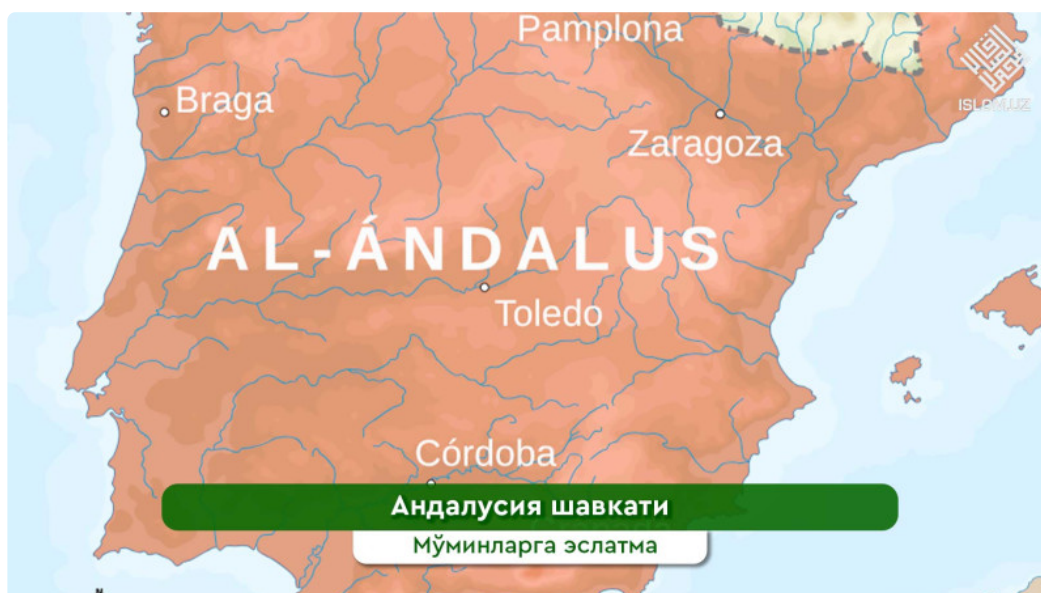 Pamplona
ISLOM.UZ
Braga
Zaragoza
AL-ÁNDALUS
Toledo
Córdoba
Андалусия шавкати
Мўминларга эслатма